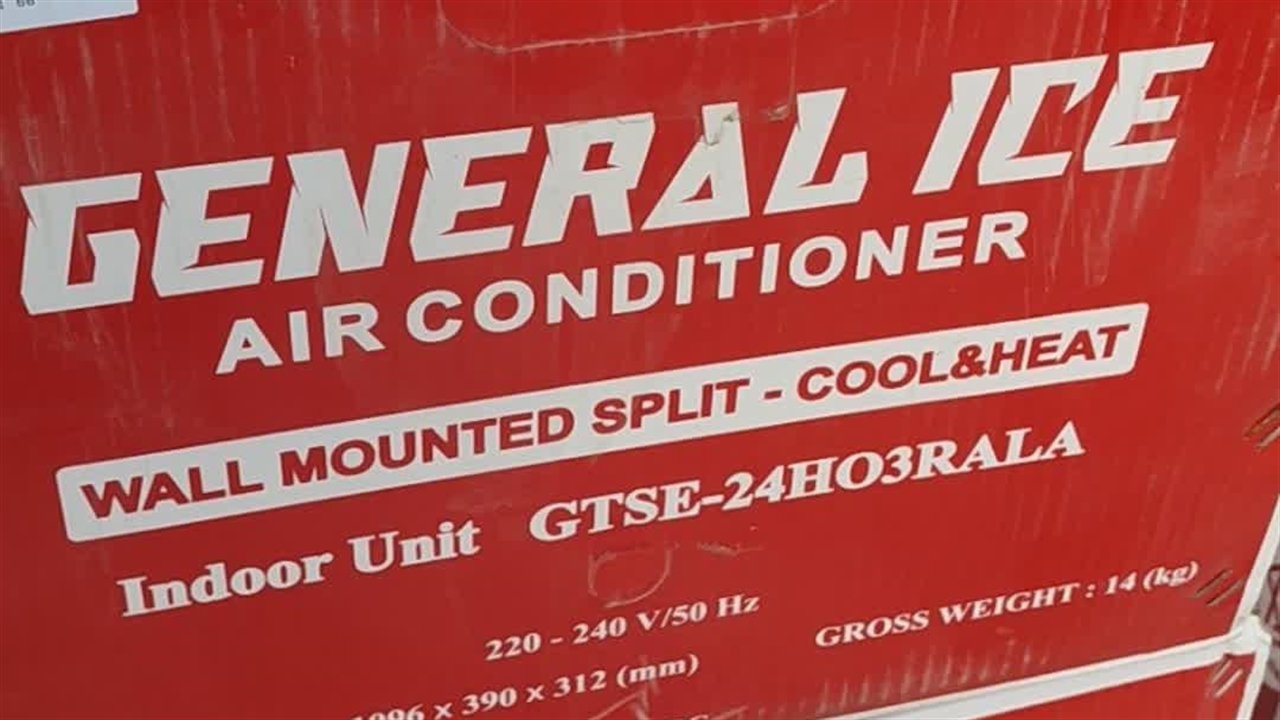 GENERAL ICE
AIR CONDITIONER
WALL MOUNTED SPLIT - COOL&HEAT
Indoor Unit GTSE-24HO3RALA
220 - 240 V/50 Hz
GROSS WEIGHT : 14 (kg)
1096 x 390 x 312 (mm)